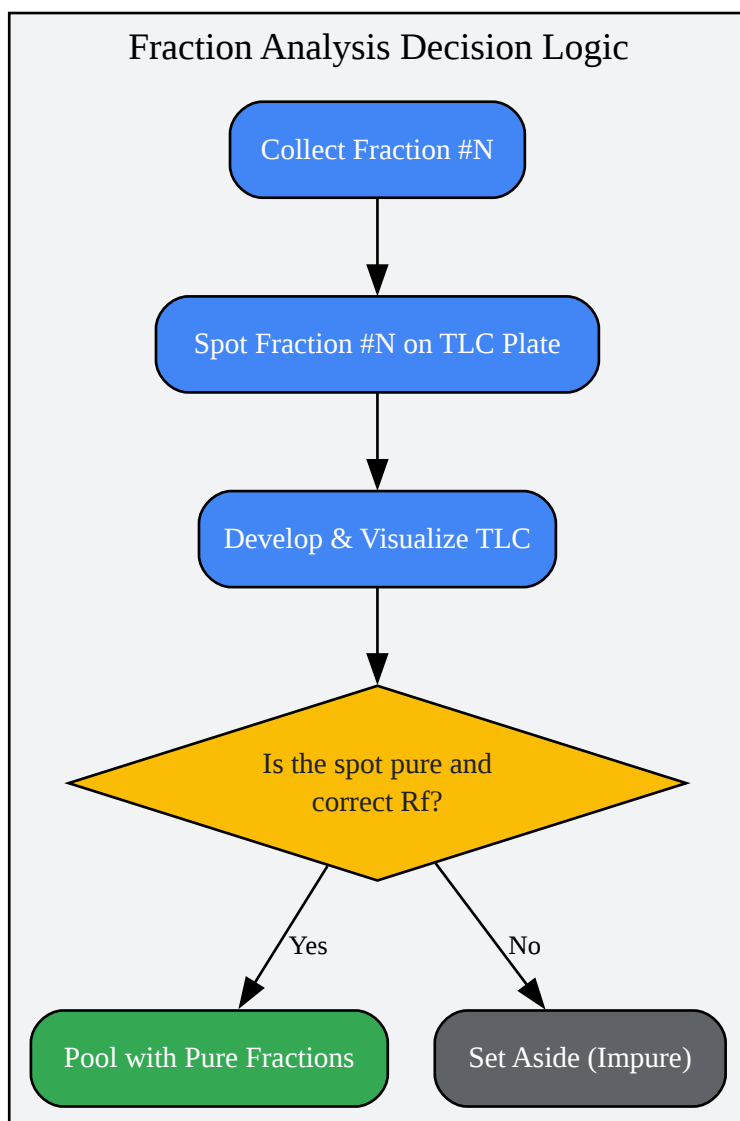 Fraction Analysis Decision Logic
Collect Fraction #N
Spot Fraction #N on TLC Plate
Develop & Visualize TLC
Is the spot pure and
correct Rf?
Yes
No
Pool with Pure Fractions
Set Aside (Impure)